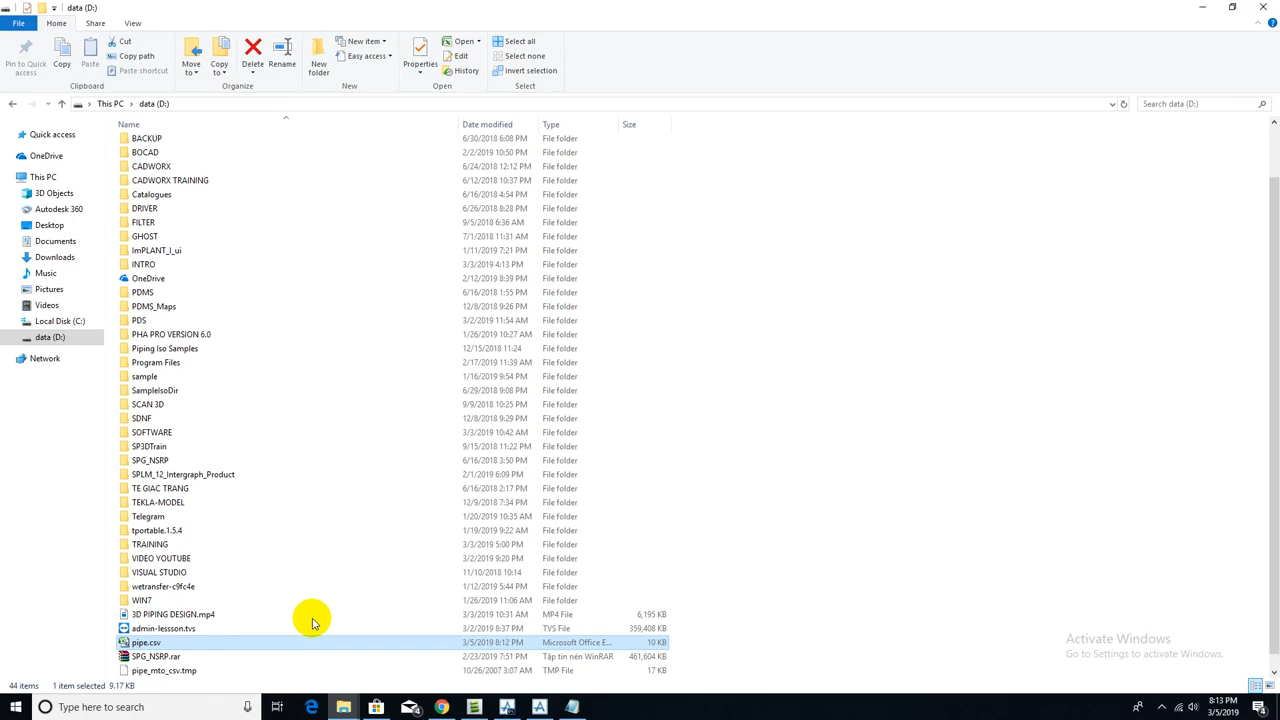 data (D:)
File
Home
Share
View
Pin to Quick access
Copy
Paste
Cut
Copy path
Paste shortcut
Clipboard
Move to
Copy to
Delete
Rename
Organize
New folder
New item
Easy access
New
Properties
Open
Edit
History
Open
Select all
Select none
Invert selection
Select
This PC
data (D:)
Search data (D:)
Name Date modified Type Size
Quick access
OneDrive
This PC
3D Objects
Autodesk 360
Desktop
Documents
Downloads
Music
Pictures
Videos
Local Disk (C:)
data (D:)
Network
BACKUP 6/30/2018 6:08 PM File folder
BOCAD 2/2/2019 10:50 PM File folder
CADWORX 6/24/2018 12:12 PM File folder
CADWORX TRAINING 6/12/2018 10:37 PM File folder
Catalogues 6/16/2018 4:54 PM File folder
DRIVER 6/26/2018 8:28 PM File folder
FILTER 9/5/2018 6:36 AM File folder
GHOST 7/1/2018 11:31 AM File folder
ImPLANT_I_ui 1/11/2019 7:21 PM File folder
INTRO 3/3/2019 4:13 PM File folder
OneDrive 2/12/2019 8:39 PM File folder
PDMS 6/16/2018 1:55 PM File folder
PDMS_Maps 12/8/2018 9:26 PM File folder
PDS 3/2/2019 11:54 AM File folder
PHA PRO VERSION 6.0 1/26/2019 10:27 AM File folder
Piping Iso Samples 12/15/2018 11:24 File folder
Program Files 2/17/2019 11:39 AM File folder
sample 1/16/2019 9:54 PM File folder
SampleIsoDir 6/29/2018 9:08 PM File folder
SCAN 3D 9/9/2018 10:25 PM File folder
SDNF 12/8/2018 9:29 PM File folder
SOFTWARE 3/3/2019 10:42 AM File folder
SP3DTrain 9/15/2018 11:22 PM File folder
SPG_NSRP 6/16/2018 3:50 PM File folder
SPLM_12_Intergraph_Product 2/1/2019 6:09 PM File folder
TE GIAC TRANG 6/16/2018 2:17 PM File folder
TEKLA-MODEL 12/9/2018 7:34 PM File folder
Telegram 1/20/2019 10:35 AM File folder
tportable.1.5.4 1/19/2019 9:22 AM File folder
TRAINING 3/3/2019 5:00 PM File folder
VIDEO YOUTUBE 3/2/2019 9:20 PM File folder
VISUAL STUDIO 11/10/2018 10:14 File folder
wetransfer-c9fc4e 1/12/2019 5:44 PM File folder
WIN7 1/26/2019 11:06 AM File folder
3D PIPING DESIGN.mp4 3/3/2019 10:31 AM MP4 File 6,195 KB
admin-lessson.tvs 3/2/2019 8:37 PM TVS File 359,408 KB
pipe.csv 3/5/2019 8:12 PM Microsoft Office E... 10 KB
SPG_NSRP.rar 2/23/2019 7:51 PM Tập tin nén WinRAR 461,604 KB
pipe_mto_csv.tmp 10/26/2007 3:07 AM TMP File 17 KB
Activate Windows
Go to Settings to activate Windows.
44 items 1 item selected 9.17 KB
Type here to search
8:13 PM
3/5/2019